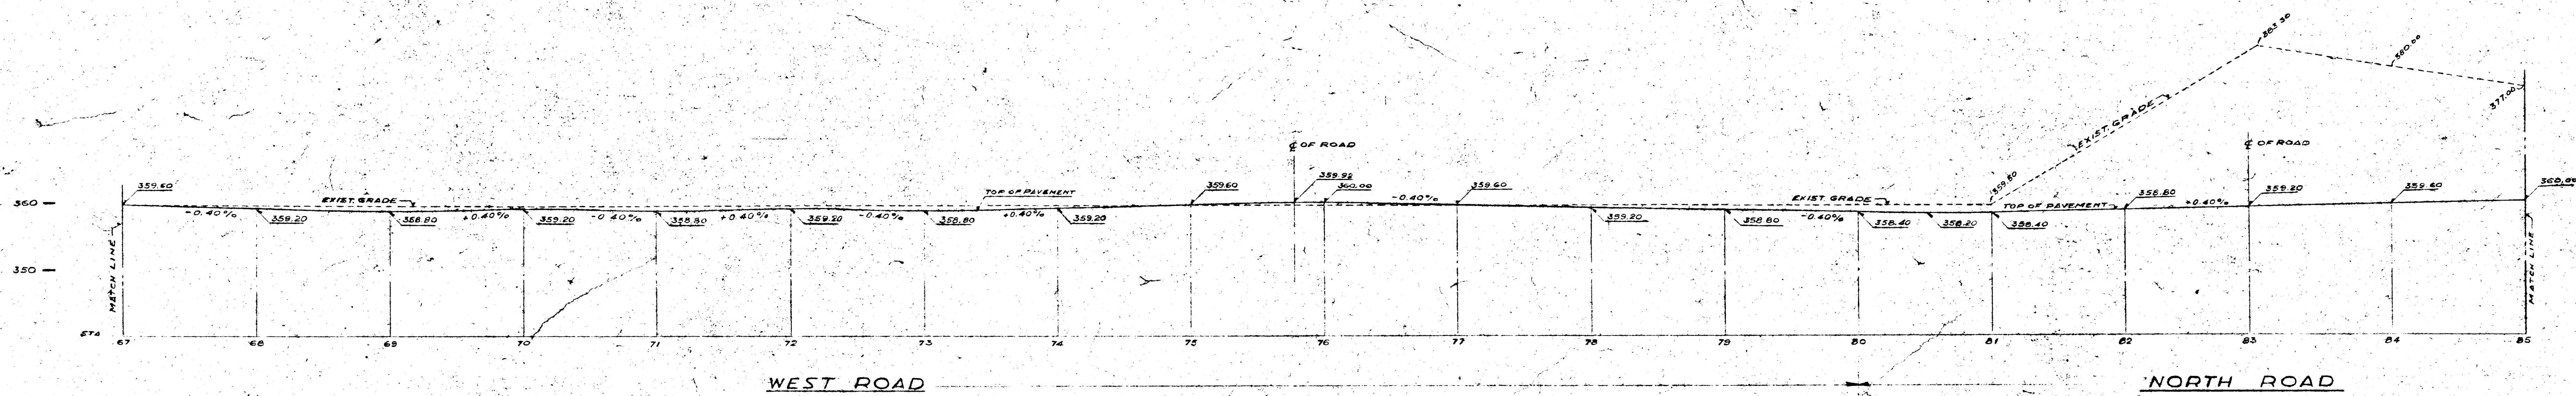 383.30
380.00
377.00
EXIST. GRADE
℄ OF ROAD
℄ OF ROAD
359.60
EXIST. GRADE
TOP OF PAVEMENT
359.60
359.92
360.00
-0.40%
359.60
EXIST. GRADE
359.80
TOP OF PAVEMENT
358.80
+0.40%
359.20
359.60
360.00
360
-0.40%
359.20
358.80
+0.40%
359.20
-0.40%
358.80
+0.40%
359.20
-0.40%
358.80
+0.40%
359.20
359.20
358.80
-0.40%
358.40
358.20
358.40
350
MATCH LINE
MATCH LINE
STA
67 68 69 70 71 72 73 74 75 76 77 78 79 80 81 82 83 84 85
WEST ROAD
NORTH ROAD